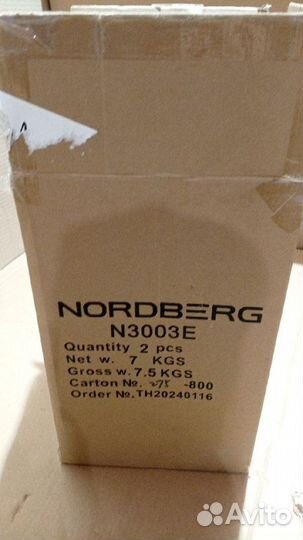 NORDBERG
N3003E
Quantity 2 pcs
Net w. 7 KGS
Gross w. 7.5 KGS
Carton №. -800
Order №. TH20240116
Avito